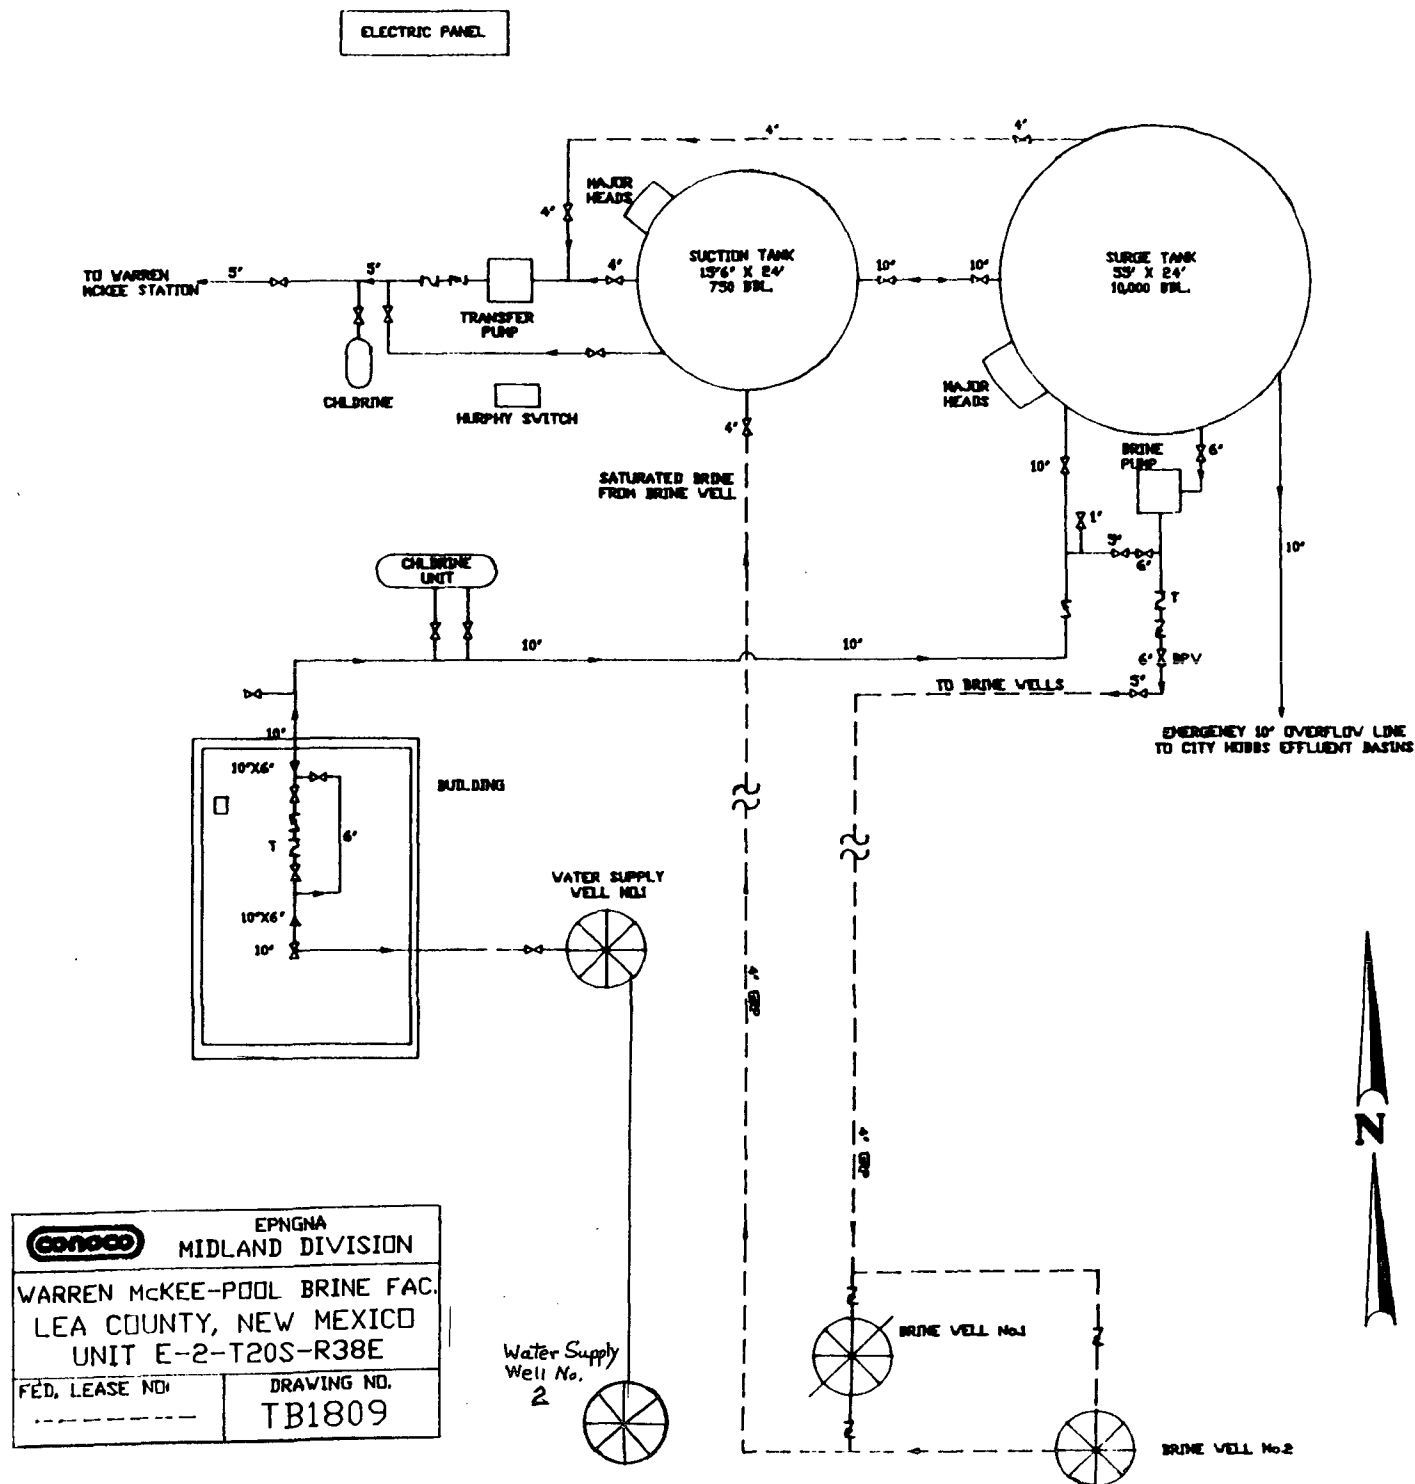 ELECTRIC PANEL
4"
4"
MAJOR
HEADS
4"
SUCTION TANK
15'6" X 24'
750 BBL.
SURGE TANK
55' X 24'
10,000 BBL.
TO WARREN
MCKEE STATION
5"
5"
4"
10"
10"
TRANSFER
PUMP
CHLORINE
MURPHY SWITCH
MAJOR
HEADS
4"
BRINE
PUMP
6"
10"
SATURATED BRINE
FROM BRINE WELL
1"
5"
6"
10"
CHLORINE
UNIT
T
10"
10"
6" BPV
5"
TO BRINE WELLS
EMERGENCY 10" OVERFLOW LINE
TO CITY HOBBS EFFLUENT BASINS
10"
10"X6"
BUILDING
6"
T
WATER SUPPLY
WELL NO.1
10"X6"
10"
4"
4"
N
CONOCO
EPNGNA
MIDLAND DIVISION
WARREN McKEE-POOL BRINE FAC.
LEA COUNTY, NEW MEXICO
UNIT E-2-T20S-R38E
FED. LEASE NO:
DRAWING NO.
TB1809
Water Supply
Well No.
2
BRINE WELL No.1
BRINE WELL No.2